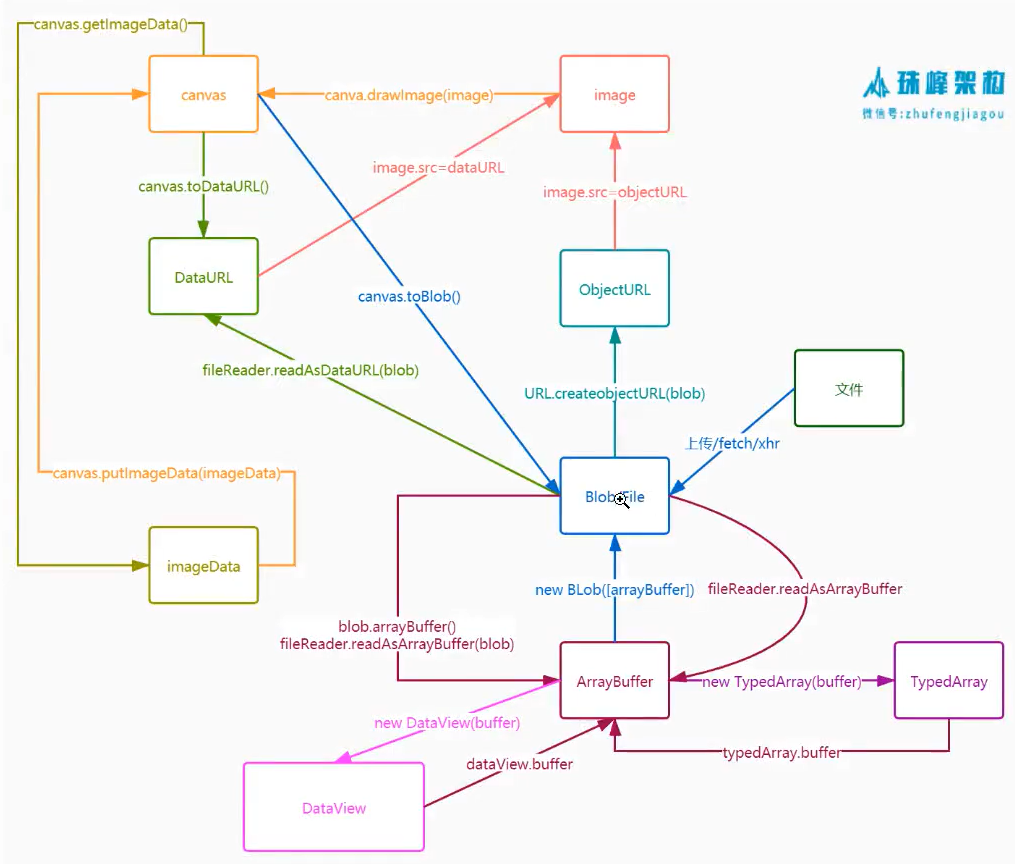 canvas.getImageData()
canvas
canva.drawImage(image)
image
珠峰架构
微信号:zhufengjiagou
image.src=dataURL
canvas.toDataURL()
image.src=objectURL
DataURL
ObjectURL
canvas.toBlob()
fileReader.readAsDataURL(blob)
URL.createobjectURL(blob)
文件
上传/fetch/xhr
canvas.putImageData(imageData)
Blob/File
imageData
new BLob([arrayBuffer])
fileReader.readAsArrayBuffer
blob.arrayBuffer()
fileReader.readAsArrayBuffer(blob)
ArrayBuffer
new TypedArray(buffer)
TypedArray
new DataView(buffer)
typedArray.buffer
dataView.buffer
DataView